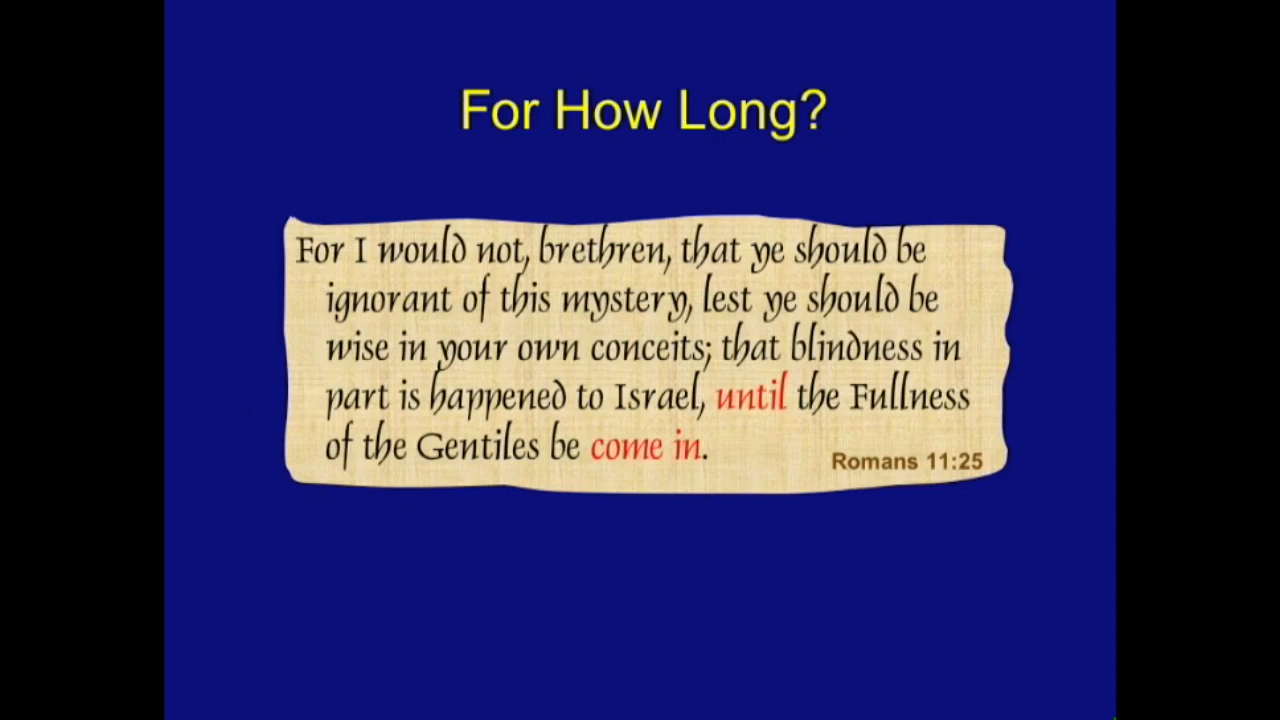 For How Long?
For I would not, brethren, that ye should be
ignorant of this mystery, lest ye should be
wise in your own conceits; that blindness in
part is happened to Israel, until the Fullness
of the Gentiles be come in.
Romans 11:25